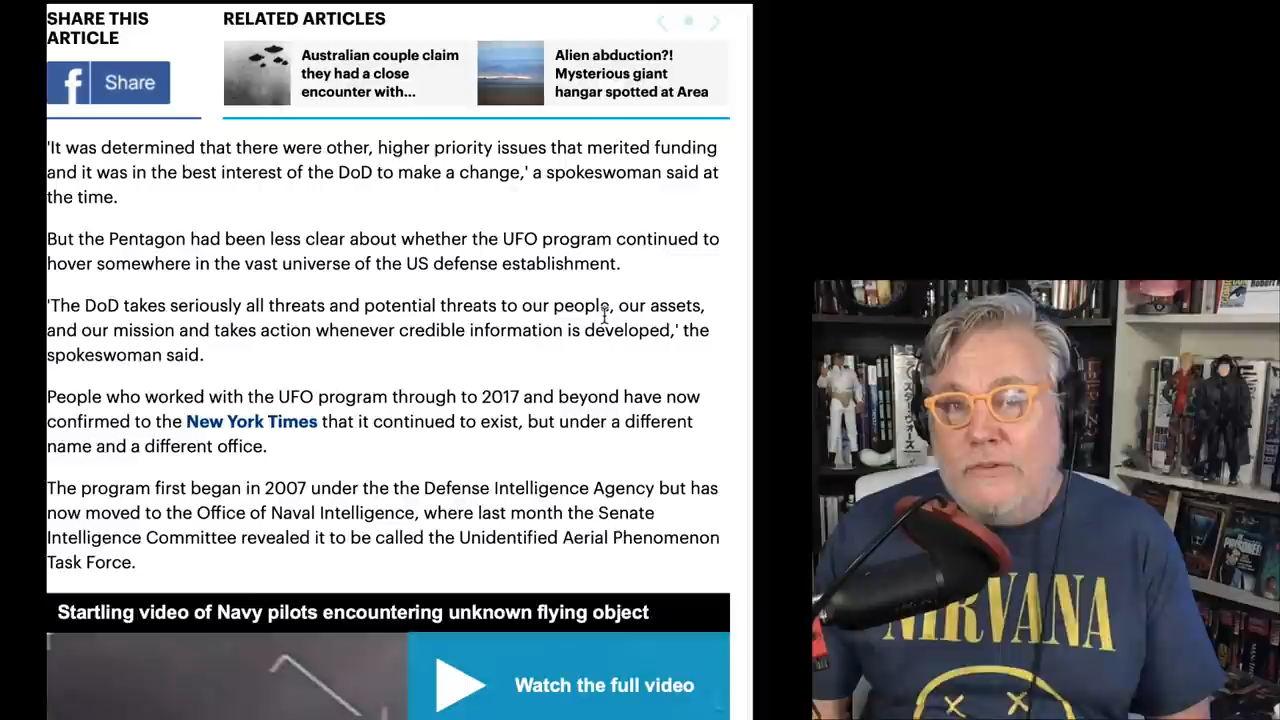 SHARE THIS
ARTICLE
Share
RELATED ARTICLES
Australian couple claim
they had a close
encounter with...
Alien abduction?!
Mysterious giant
hangar spotted at Area
'It was determined that there were other, higher priority issues that merited funding
and it was in the best interest of the DoD to make a change,' a spokeswoman said at
the time.
But the Pentagon had been less clear about whether the UFO program continued to
hover somewhere in the vast universe of the US defense establishment.
'The DoD takes seriously all threats and potential threats to our people, our assets,
and our mission and takes action whenever credible information is developed,' the
spokeswoman said.
People who worked with the UFO program through to 2017 and beyond have now
confirmed to the New York Times that it continued to exist, but under a different
name and a different office.
The program first began in 2007 under the the Defense Intelligence Agency but has
now moved to the Office of Naval Intelligence, where last month the Senate
Intelligence Committee revealed it to be called the Unidentified Aerial Phenomenon
Task Force.
Startling video of Navy pilots encountering unknown flying object
Watch the full video
NIRVANA